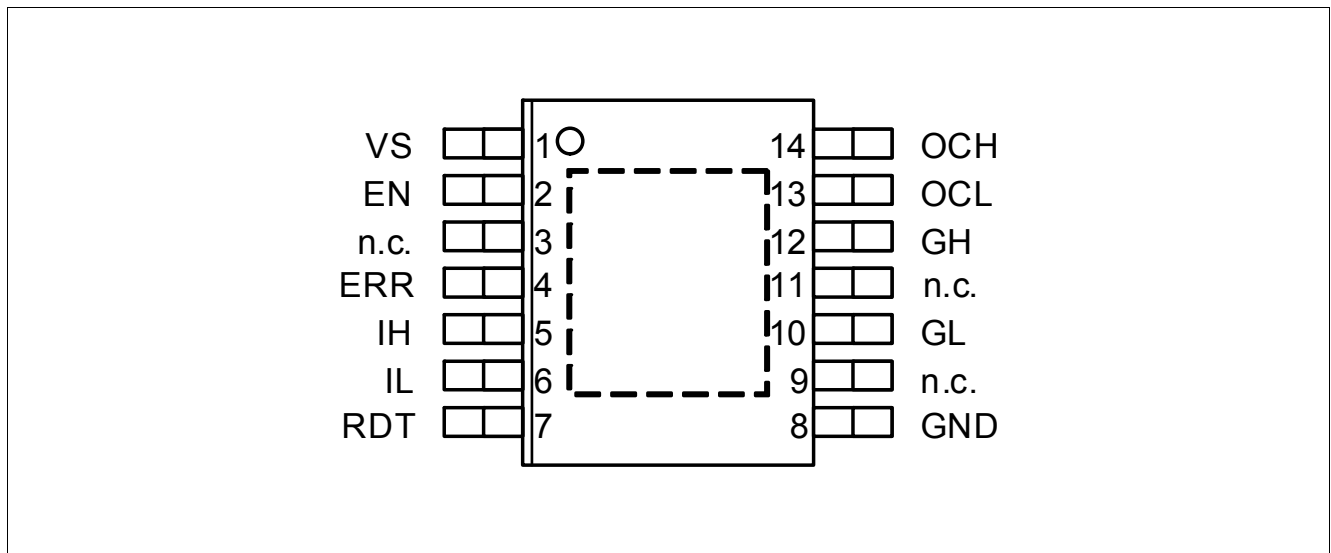 VS 1 14 OCH
EN 2 13 OCL
n.c. 3 12 GH
ERR 4 11 n.c.
IH 5 10 GL
IL 6 9 n.c.
RDT 7 8 GND